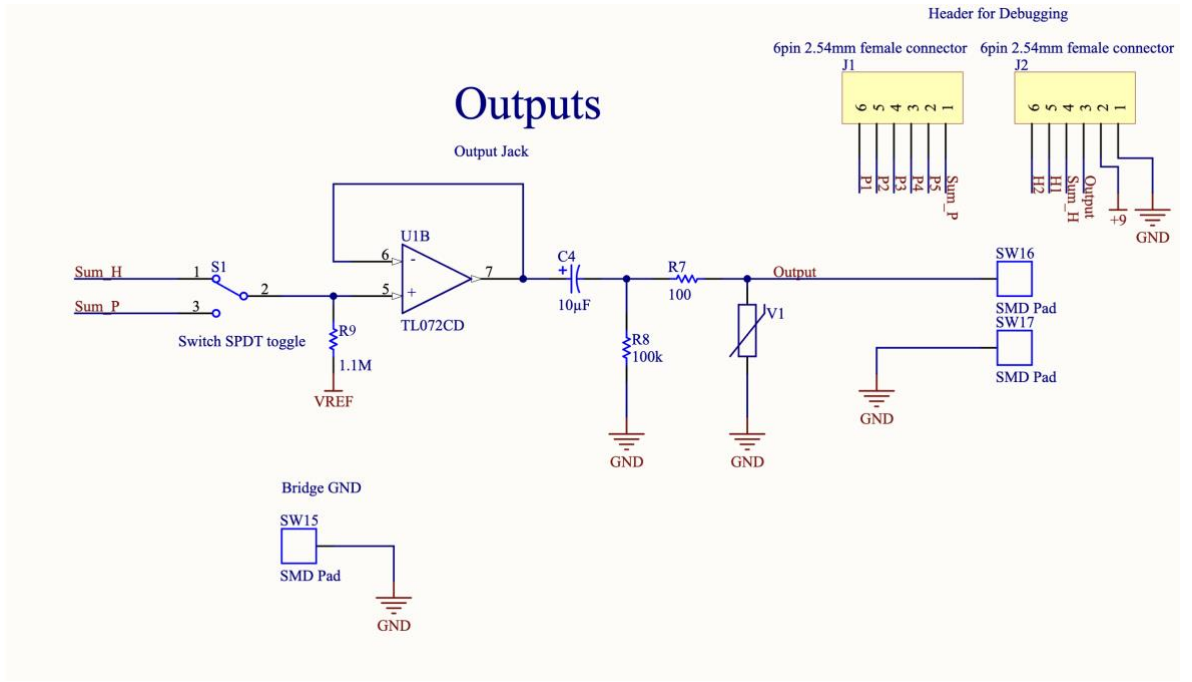 Header for Debugging
6pin 2.54mm female connector 6pin 2.54mm female connector
J1 J2
6 5 4 3 2 1
6 5 4 3 2 1
P1 P2 P3 P4 P5 Sum_P
H2 H1 Sum_H Output
+9
GND
Outputs
Output Jack
U1B
6 -
7
5 +
TL072CD
Sum_H 1 S1
2
Sum_P 3
Switch SPDT toggle
R9
1.1M
VREF
C4
+
10µF
R7
100
R8
100k
GND
V1
GND
Output
SW16
SMD Pad
SW17
SMD Pad
GND
Bridge GND
SW15
SMD Pad
GND